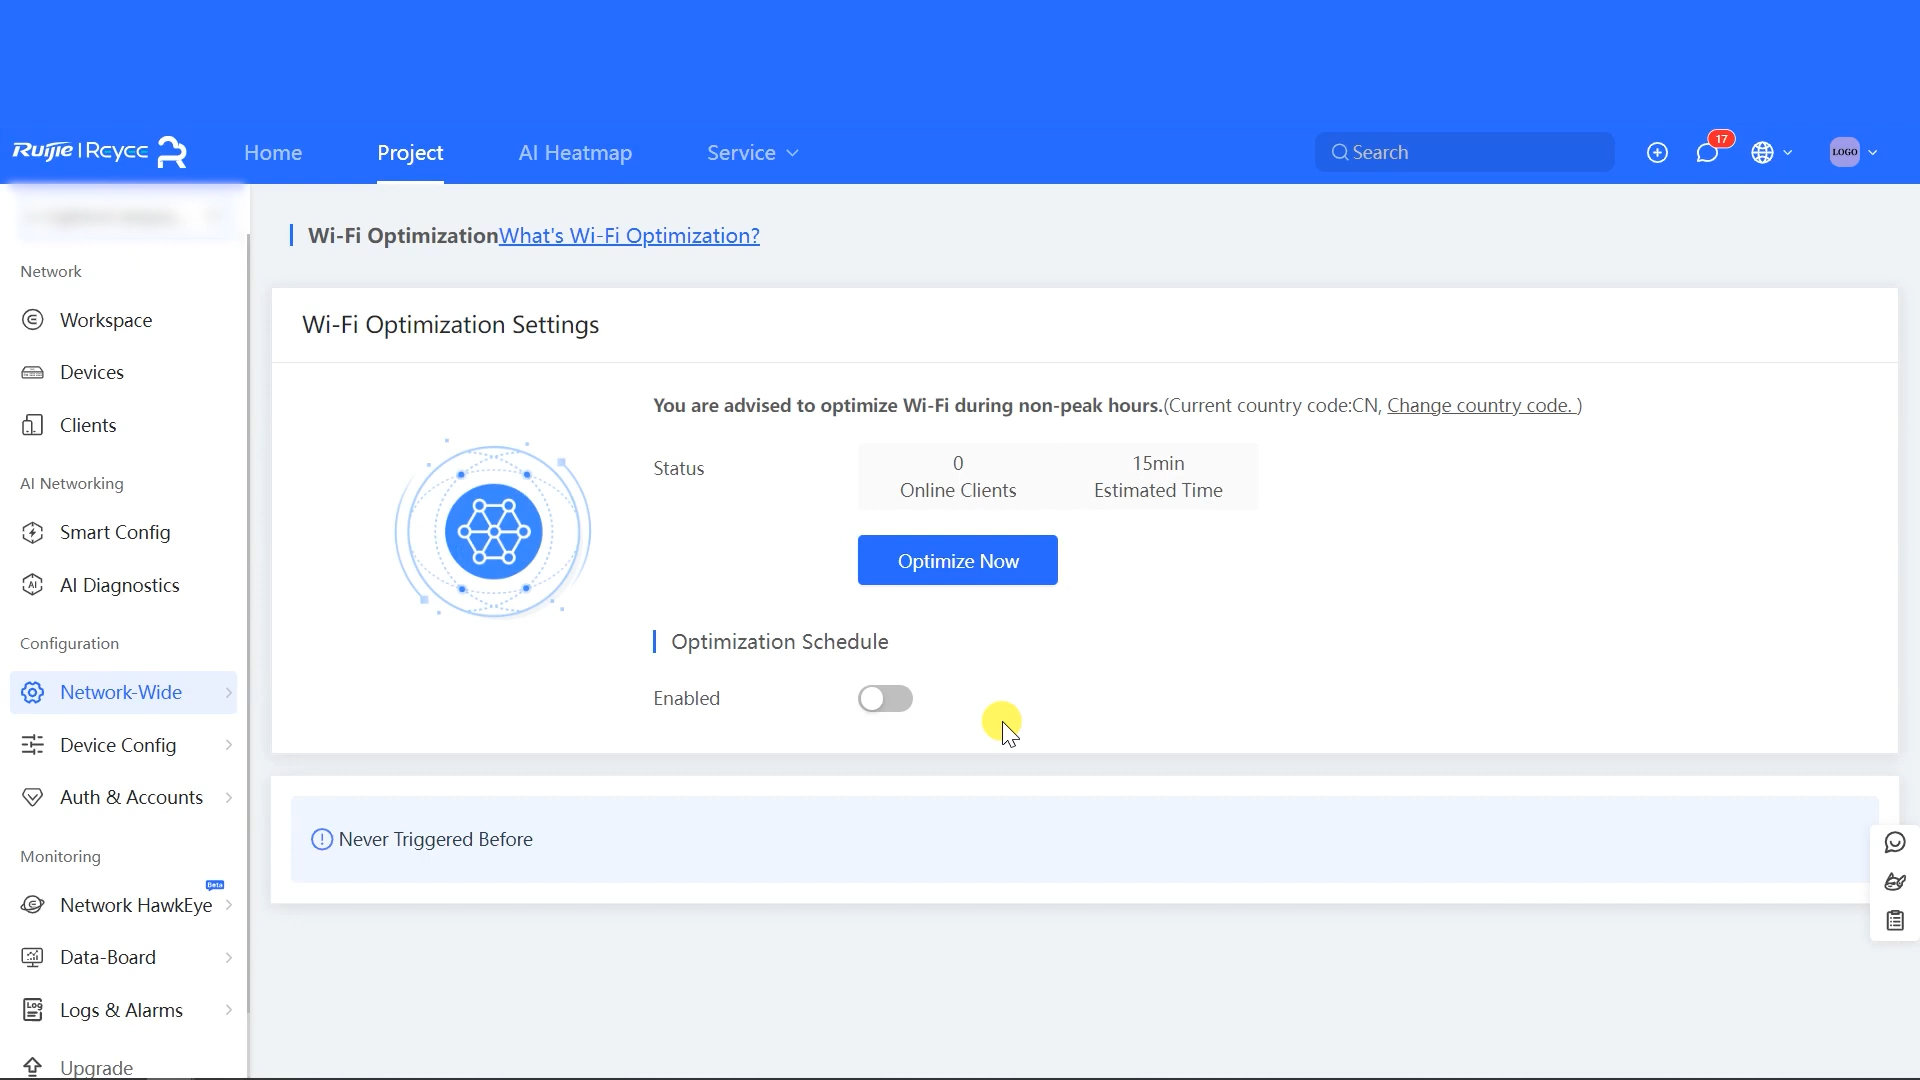 Ruijie | Reyee
Home
Project
AI Heatmap
Service
Search
17
LOGO
Wi-Fi OptimizationWhat's Wi-Fi Optimization?
Network
Workspace
Devices
Clients
AI Networking
Smart Config
AI Diagnostics
Configuration
Network-Wide
Device Config
Auth & Accounts
Monitoring
Beta
Network HawkEye
Data-Board
Logs & Alarms
Upgrade
Wi-Fi Optimization Settings
You are advised to optimize Wi-Fi during non-peak hours.(Current country code:CN, Change country code. )
Status
0
Online Clients
15min
Estimated Time
Optimize Now
Optimization Schedule
Enabled
Never Triggered Before